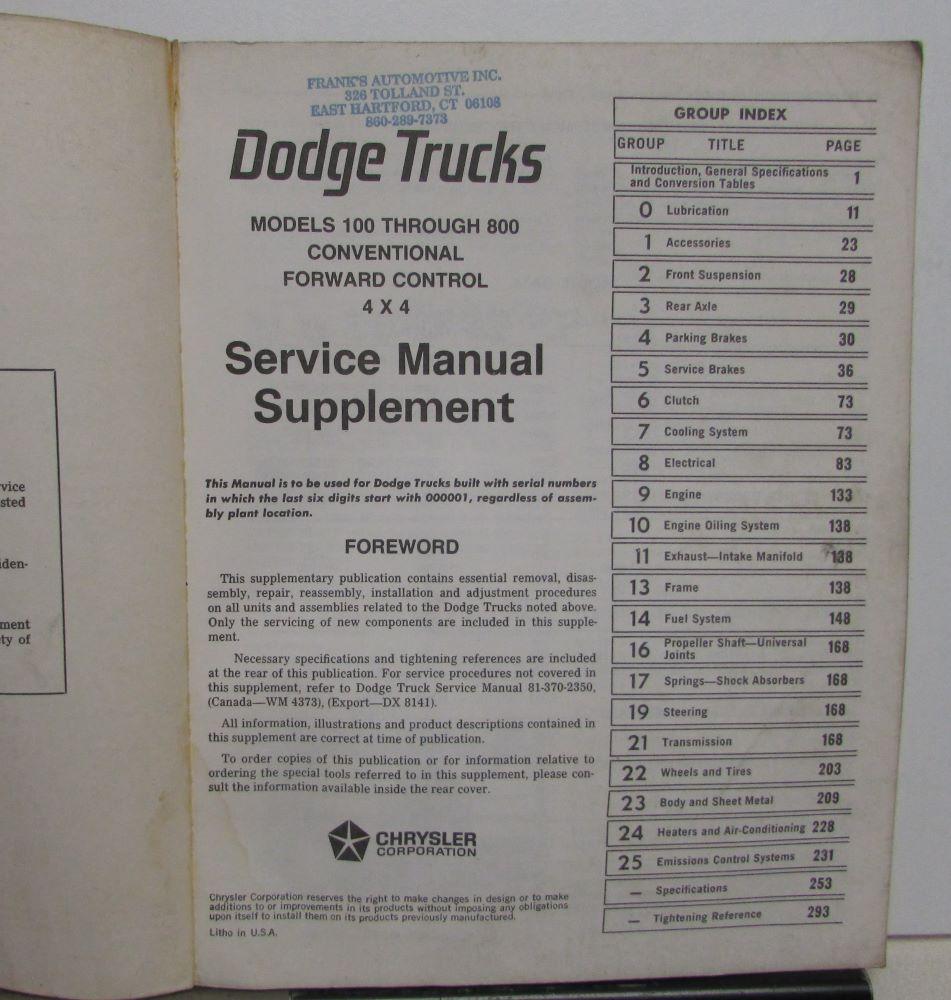 vice
sted
iden-
ment
ety of
FRANK'S AUTOMOTIVE INC.
326 TOLLAND ST.
EAST HARTFORD, CT 06108
860-289-7373
Dodge Trucks
MODELS 100 THROUGH 800
CONVENTIONAL
FORWARD CONTROL
4 X 4
Service Manual
Supplement
This Manual is to be used for Dodge Trucks built with serial numbers
in which the last six digits start with 000001, regardless of assem-
bly plant location.
FOREWORD
This supplementary publication contains essential removal, disas-
sembly, repair, reassembly, installation and adjustment procedures
on all units and assemblies related to the Dodge Trucks noted above.
Only the servicing of new components are included in this supple-
ment.
Necessary specifications and tightening references are included
at the rear of this publication. For service procedures not covered in
this supplement, refer to Dodge Truck Service Manual 81-370-2350,
(Canada—WM 4373), (Export—DX 8141).
All information, illustrations and product descriptions contained in
this supplement are correct at time of publication.
To order copies of this publication or for information relative to
ordering the special tools referred to in this supplement, please con-
sult the information available inside the rear cover.
CHRYSLER
CORPORATION
Chrysler Corporation reserves the right to make changes in design or to make
additions to or improvements in its products without imposing any obligations
upon itself to install them on its products previously manufactured.
Litho in U.S.A.
GROUP INDEX
GROUP TITLE PAGE
Introduction, General Specifications
and Conversion Tables 1
0 Lubrication 11
1 Accessories 23
2 Front Suspension 28
3 Rear Axle 29
4 Parking Brakes 30
5 Service Brakes 36
6 Clutch 73
7 Cooling System 73
8 Electrical 83
9 Engine 133
10 Engine Oiling System 138
11 Exhaust—Intake Manifold 138
13 Frame 138
14 Fuel System 148
16 Propeller Shaft—Universal
Joints 168
17 Springs—Shock Absorbers 168
19 Steering 168
21 Transmission 168
22 Wheels and Tires 203
23 Body and Sheet Metal 209
24 Heaters and Air-Conditioning 228
25 Emissions Control Systems 231
— Specifications 253
— Tightening Reference 293